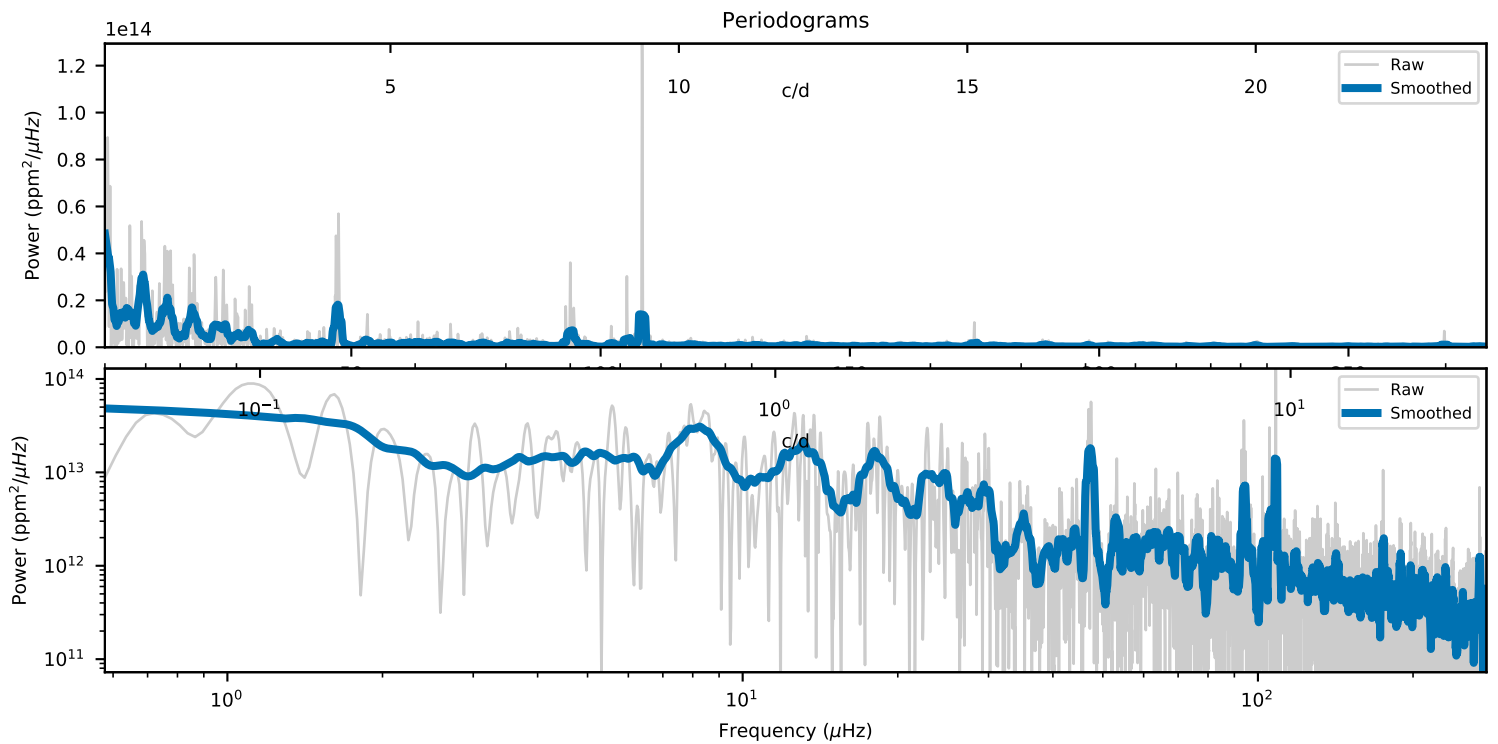 Periodograms
1e14
Power (ppm²/μHz)
1.2
1.0
0.8
0.6
0.4
0.2
0.0
5 10 15 20
c/d
Raw
Smoothed
Power (ppm²/μHz)
10¹⁴
10¹³
10¹²
10¹¹
10⁻¹ 10⁰ 10¹
c/d
Raw
Smoothed
10⁰ 10¹ 10²
Frequency (μHz)